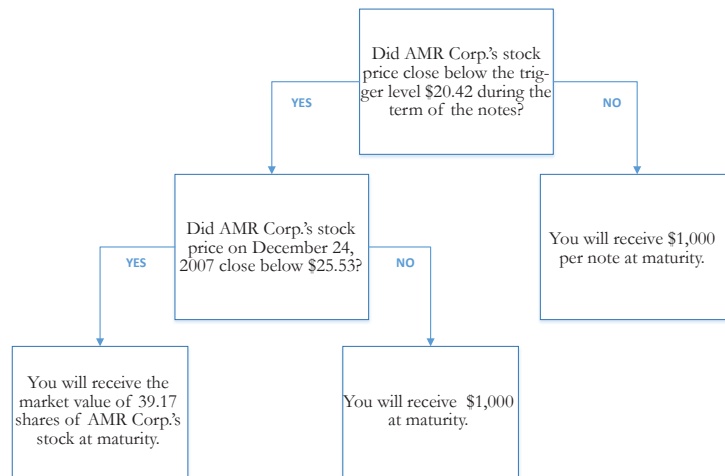 Did AMR Corp.'s stock
price close below the trig-
ger level $20.42 during the
term of the notes?
YES
NO
Did AMR Corp.'s stock
price on December 24,
2007 close below $25.53?
You will receive $1,000
per note at maturity.
YES
NO
You will receive the
market value of 39.17
shares of AMR Corp.'s
stock at maturity.
You will receive $1,000
at maturity.